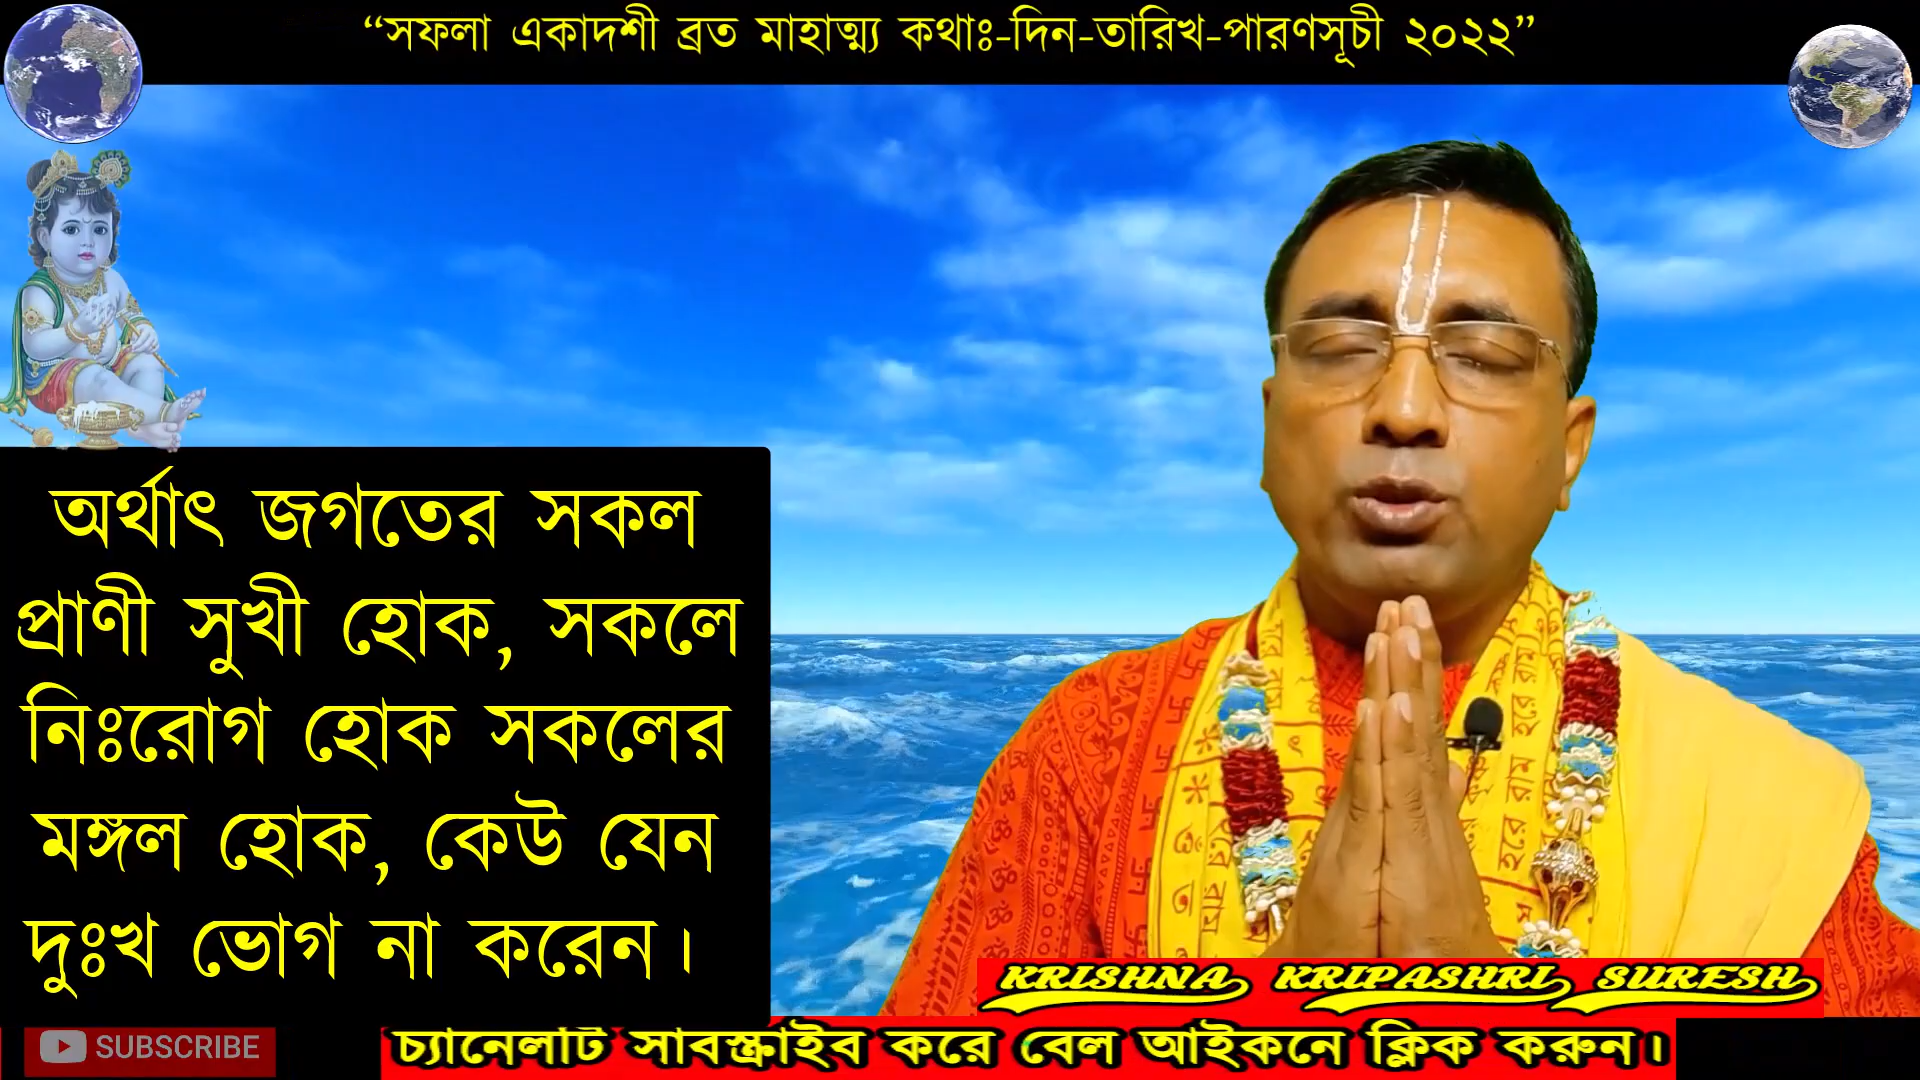 “সফলা একাদশী ব্রত মাহাত্ম্য কথাঃ-দিন-তারিখ-পারণসূচী ২০২২”
অর্থাৎ জগতের সকল
প্রাণী সুখী হোক, সকলে
নিঃরোগ হোক সকলের
মঙ্গল হোক, কেউ যেন
দুঃখ ভোগ না করেন।
KRISHNA KRIPASHRI SURESH
SUBSCRIBE
চ্যানেলটি সাবস্ক্রাইব করে বেল আইকনে ক্লিক করুন।